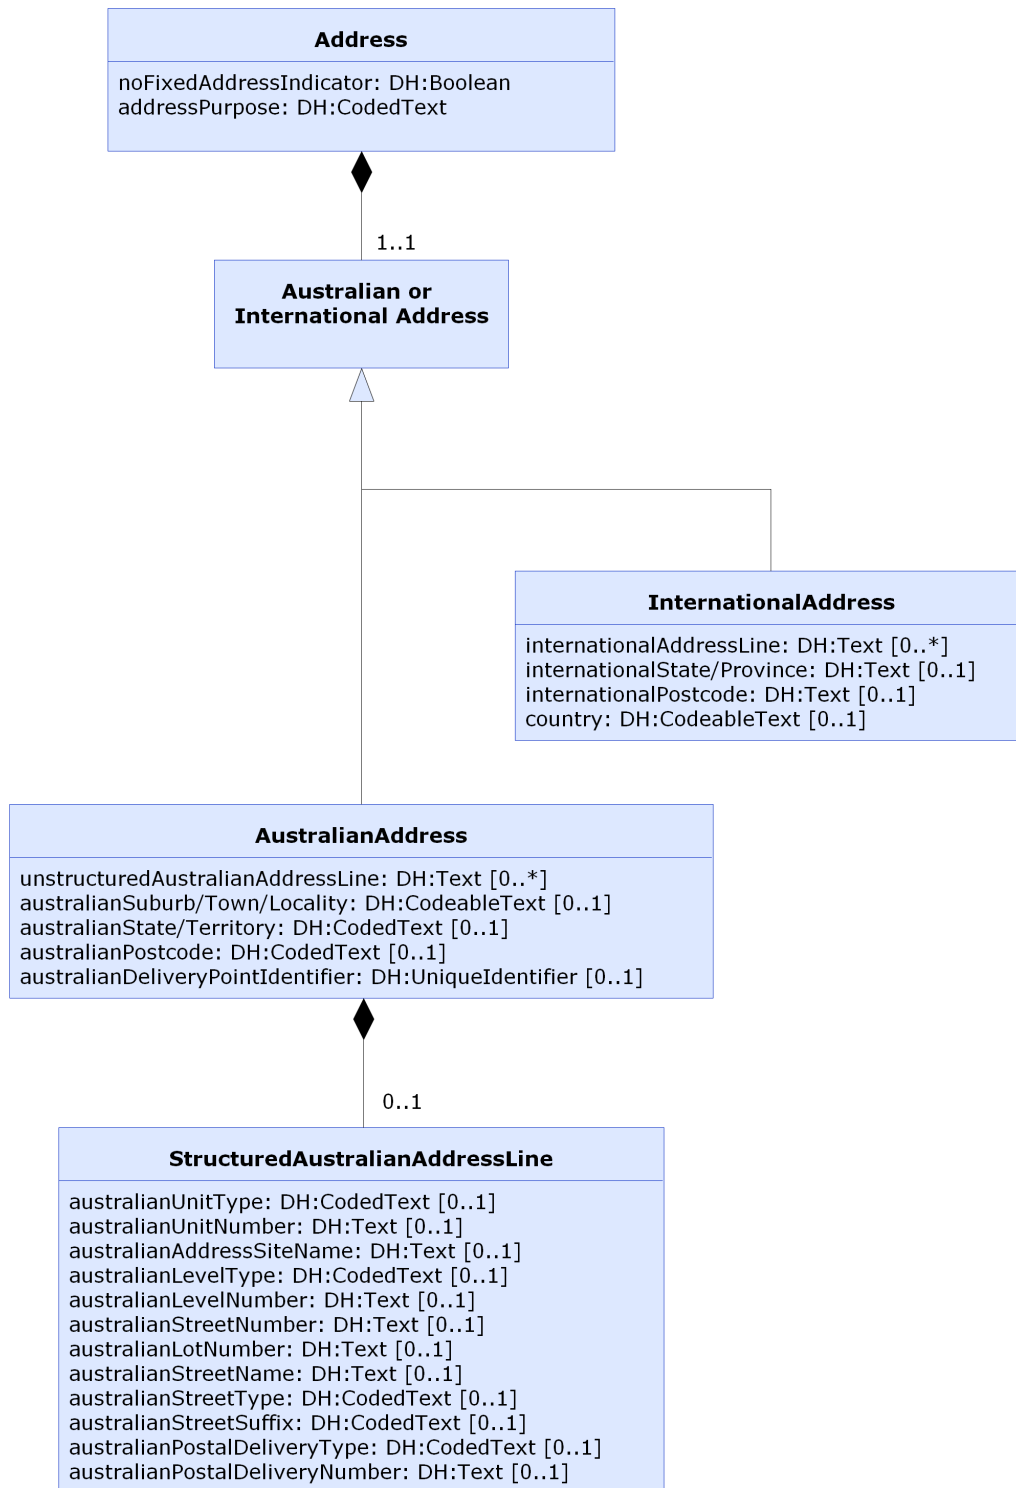 Address
noFixedAddressIndicator: DH:Boolean
addressPurpose: DH:CodedText
1..1
Australian or
International Address
InternationalAddress
internationalAddressLine: DH:Text [0..*]
internationalState/Province: DH:Text [0..1]
internationalPostcode: DH:Text [0..1]
country: DH:CodeableText [0..1]
AustralianAddress
unstructuredAustralianAddressLine: DH:Text [0..*]
australianSuburb/Town/Locality: DH:CodeableText [0..1]
australianState/Territory: DH:CodedText [0..1]
australianPostcode: DH:CodedText [0..1]
australianDeliveryPointIdentifier: DH:UniqueIdentifier [0..1]
0..1
StructuredAustralianAddressLine
australianUnitType: DH:CodedText [0..1]
australianUnitNumber: DH:Text [0..1]
australianAddressSiteName: DH:Text [0..1]
australianLevelType: DH:CodedText [0..1]
australianLevelNumber: DH:Text [0..1]
australianStreetNumber: DH:Text [0..1]
australianLotNumber: DH:Text [0..1]
australianStreetName: DH:Text [0..1]
australianStreetType: DH:CodedText [0..1]
australianStreetSuffix: DH:CodedText [0..1]
australianPostalDeliveryType: DH:CodedText [0..1]
australianPostalDeliveryNumber: DH:Text [0..1]